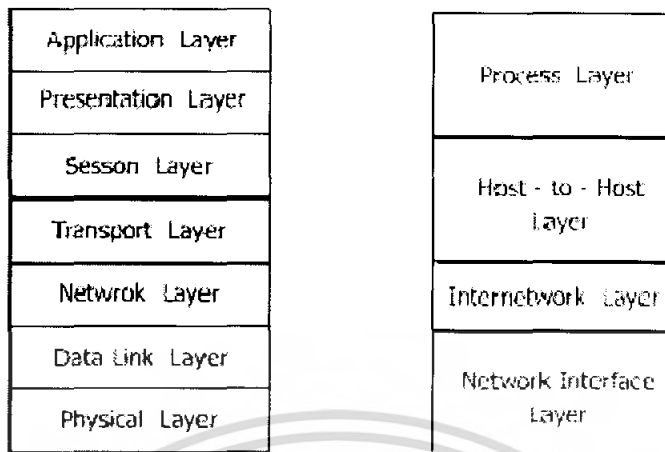 Application Layer
Presentation Layer
Sesson Layer
Transport Layer
Netwrok Layer
Data Link Layer
Physical Layer
Process Layer
Host - to - Host
Layer
Internetwork Layer
Network Interface
Layer